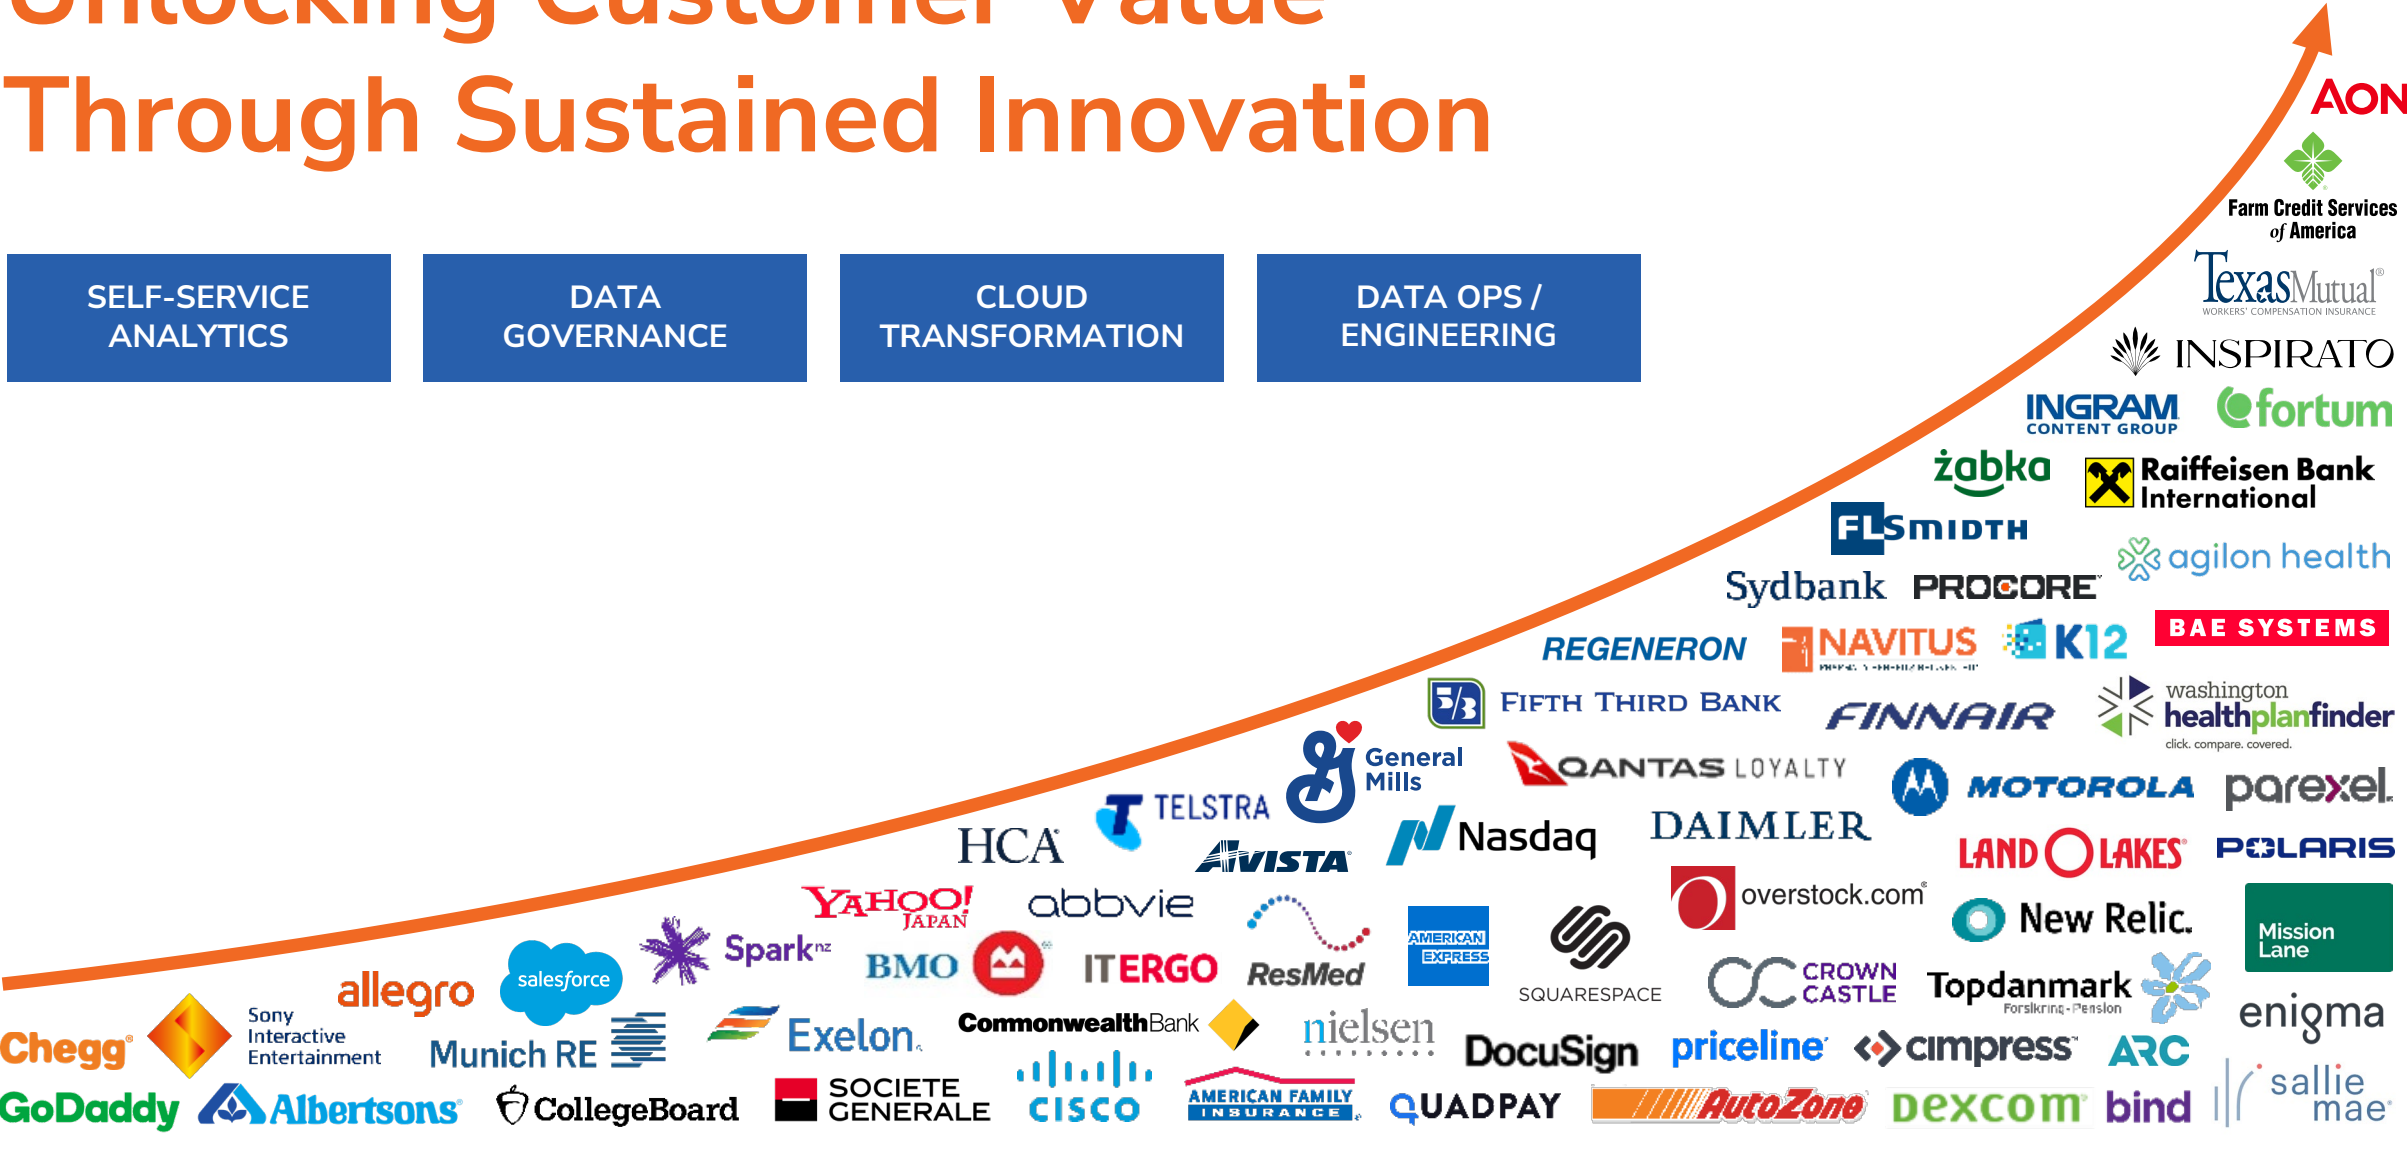 Unlocking Customer Value
Through Sustained Innovation
SELF-SERVICE
ANALYTICS
DATA
GOVERNANCE
CLOUD
TRANSFORMATION
DATA OPS /
ENGINEERING
AON
Farm Credit Services
of America
TexasMutual®
WORKERS' COMPENSATION INSURANCE
INSPIRATO
INGRAM
CONTENT GROUP
fortum
żabka
Raiffeisen Bank
International
FLSMIDTH
agilon health
Sydbank
PROCORE
BAE SYSTEMS
REGENERON
NAVITUS
K12
5/3
FIFTH THIRD BANK
FINNAIR
washington
healthplanfinder
click. compare. covered.
General
Mills
QANTAS LOYALTY
MOTOROLA
parexel.
TELSTRA
HCA
AVISTA
Nasdaq
DAIMLER
LAND O LAKES
POLARIS
YAHOO!
JAPAN
abbvie
ResMed
AMERICAN
EXPRESS
SQUARESPACE
overstock.com
New Relic.
Mission
Lane
Spark nz
BMO
ITERGO
CROWN
CASTLE
Topdanmark
Forsikring - Pension
enigma
allegro
salesforce
Chegg
Sony
Interactive
Entertainment
Munich RE
Exelon
CommonwealthBank
nielsen
DocuSign
priceline
cimpress
ARC
GoDaddy
Albertsons
CollegeBoard
SOCIETE
GENERALE
CISCO
AMERICAN FAMILY
INSURANCE
QUADPAY
AutoZone
Dexcom
bind
sallie
mae